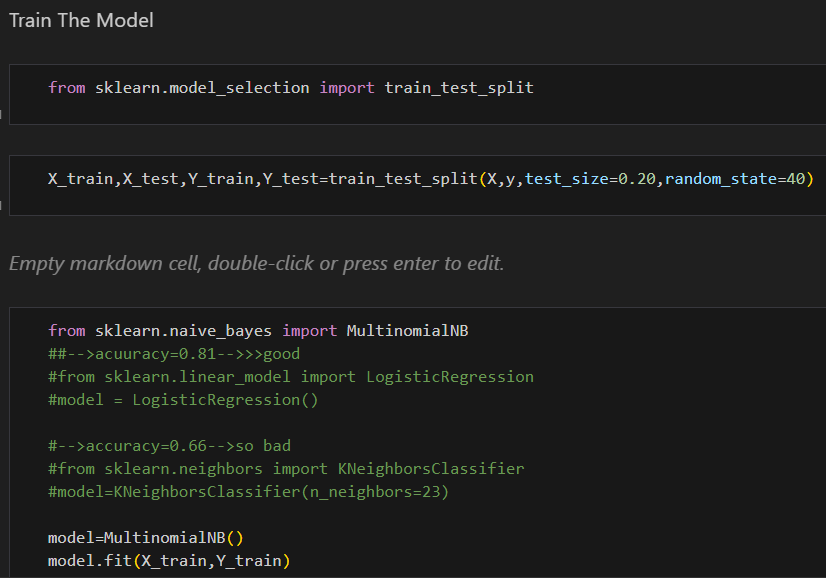 Train The Model
from sklearn.model_selection import train_test_split
X_train,X_test,Y_train,Y_test=train_test_split(X,y,test_size=0.20,random_state=40)
Empty markdown cell, double-click or press enter to edit.
from sklearn.naive_bayes import MultinomialNB
##-->acuuracy=0.81-->>>good
#from sklearn.linear_model import LogisticRegression
#model = LogisticRegression()
#-->accuracy=0.66-->so bad
#from sklearn.neighbors import KNeighborsClassifier
#model=KNeighborsClassifier(n_neighbors=23)
model=MultinomialNB()
model.fit(X_train,Y_train)